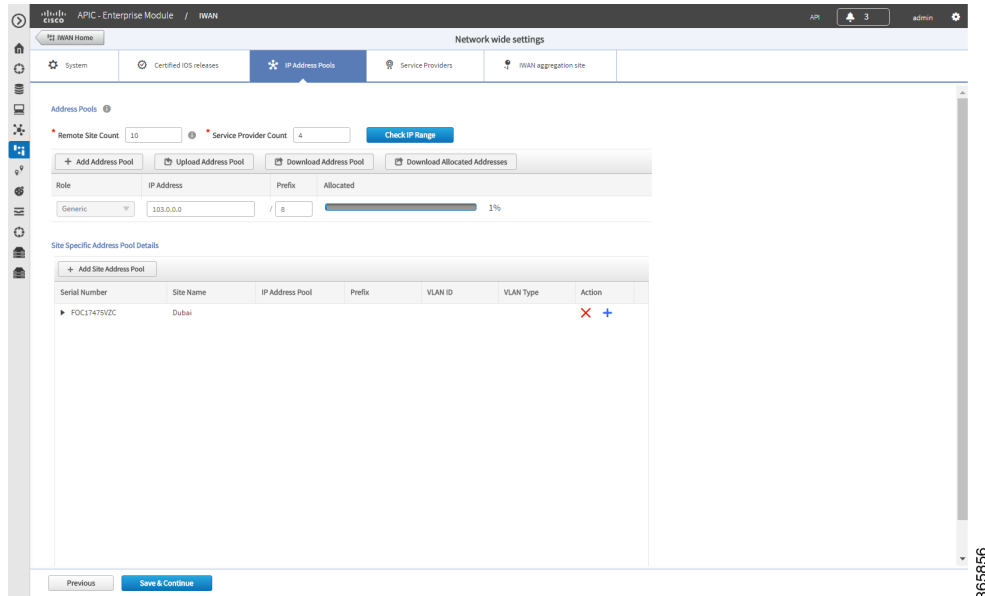 cisco APIC - Enterprise Module / IWAN API 3 admin
IWAN Home Network wide settings
System Certified IOS releases IP Address Pools Service Providers IWAN aggregation site
Address Pools
* Remote Site Count 10 * Service Provider Count 4 Check IP Range
+ Add Address Pool Upload Address Pool Download Address Pool Download Allocated Addresses
Role IP Address Prefix Allocated
Generic 103.0.0.0 / 8 1%
Site Specific Address Pool Details
+ Add Site Address Pool
Serial Number Site Name IP Address Pool Prefix VLAN ID VLAN Type Action
FOC17475VZC Dubai
Previous Save & Continue
365856